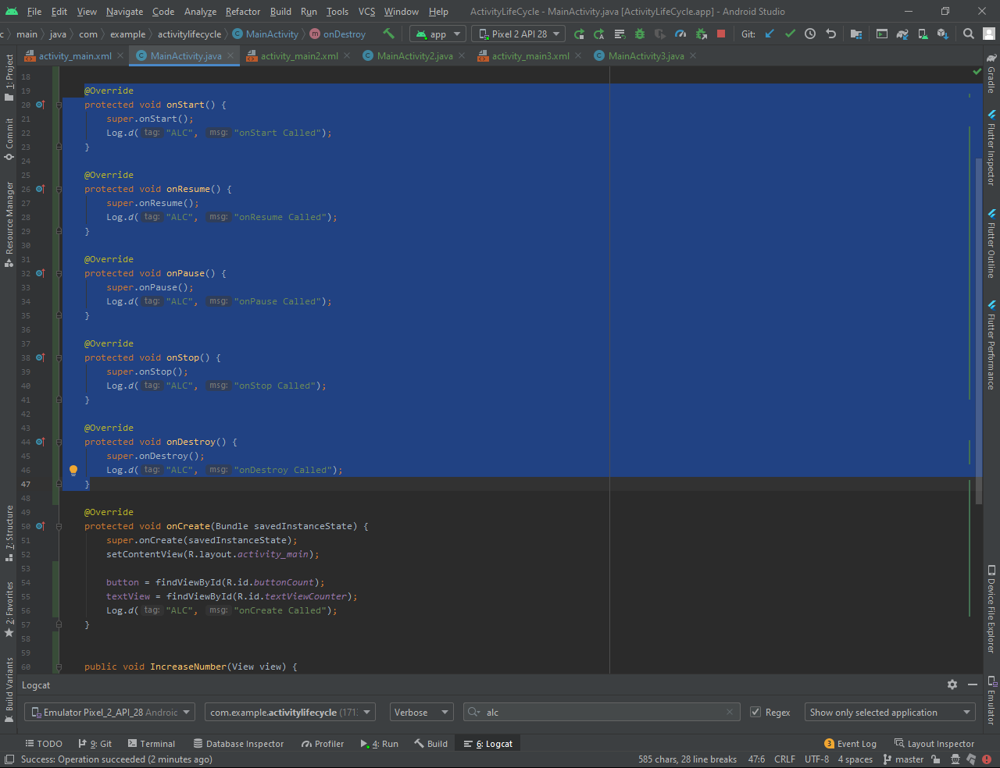 File Edit View Navigate Code Analyze Refactor Build Run Tools VCS Window Help ActivityLifeCycle - MainActivity.java [ActivityLifeCycle.app] - Android Studio
c main java com example activitylifecycle MainActivity onDestroy app Pixel 2 API 28 Git:
activity_main.xml MainActivity.java activity_main2.xml MainActivity2.java activity_main3.xml MainActivity3.java
1: Project
Commit
Resource Manager
7: Structure
2: Favorites
Build Variants
18
19 @Override
20 protected void onStart() {
21 super.onStart();
22 Log.d( tag: "ALC", msg: "onStart Called");
23 }
24
25 @Override
26 protected void onResume() {
27 super.onResume();
28 Log.d( tag: "ALC", msg: "onResume Called");
29 }
30
31 @Override
32 protected void onPause() {
33 super.onPause();
34 Log.d( tag: "ALC", msg: "onPause Called");
35 }
36
37 @Override
38 protected void onStop() {
39 super.onStop();
40 Log.d( tag: "ALC", msg: "onStop Called");
41 }
42
43 @Override
44 protected void onDestroy() {
45 super.onDestroy();
46 Log.d( tag: "ALC", msg: "onDestroy Called");
47 }
48
49 @Override
50 protected void onCreate(Bundle savedInstanceState) {
51 super.onCreate(savedInstanceState);
52 setContentView(R.layout.activity_main);
53
54 button = findViewById(R.id.buttonCount);
55 textView = findViewById(R.id.textViewCounter);
56 Log.d( tag: "ALC", msg: "onCreate Called");
57 }
58
59
60 public void IncreaseNumber(View view) {
Gradle
Flutter Inspector
Flutter Outline
Flutter Performance
Device File Explorer
Emulator
Logcat
Emulator Pixel_2_API_28 Androic com.example.activitylifecycle (171 Verbose alc Regex Show only selected application
TODO 9: Git Terminal Database Inspector Profiler 4: Run Build 6: Logcat 3 Event Log Layout Inspector
Success: Operation succeeded (2 minutes ago) 585 chars, 28 line breaks 47:6 CRLF UTF-8 4 spaces master